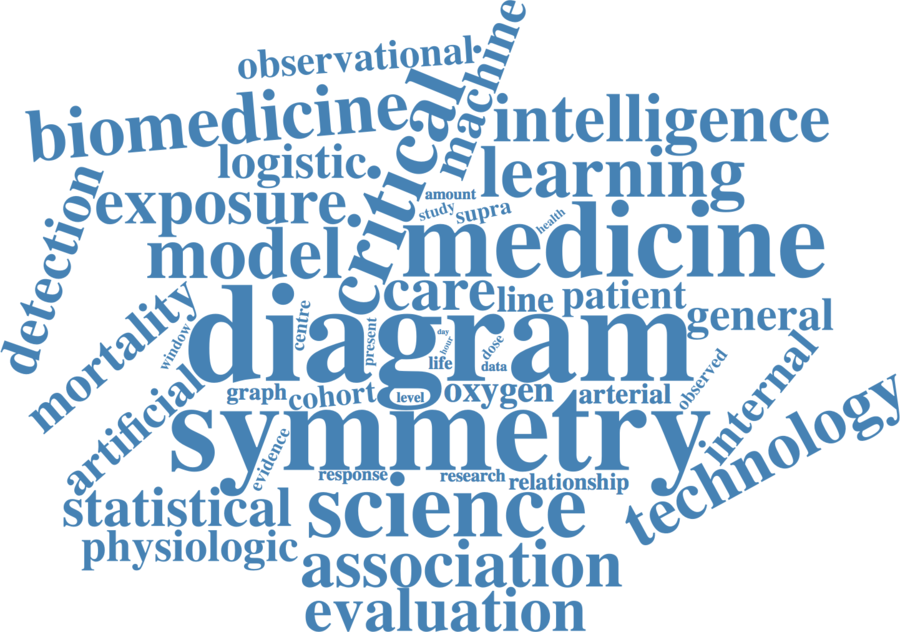 machine
observational
critical
biomedicine
intelligence
logistic
learning
detection
exposure
amount
study
supra
health
model
medicine
care
line
patient
general
mortality
window
diagram
centre
present
day
hour
life
dose
data
observed
internal
artificial
graph
cohort
level
oxygen
arterial
technology
symmetry
evidence
response
research
relationship
statistical
science
physiologic
association
evaluation